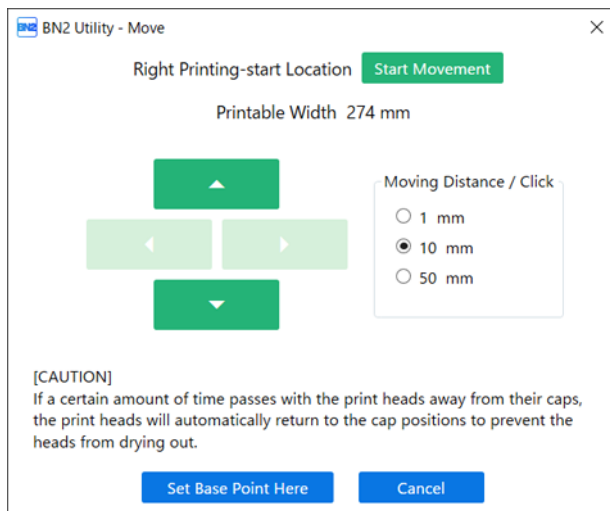 BN2 BN2 Utility - Move
Right Printing-start Location Start Movement
Printable Width 274 mm
Moving Distance / Click
1 mm
10 mm
50 mm
[CAUTION]
If a certain amount of time passes with the print heads away from their caps,
the print heads will automatically return to the cap positions to prevent the
heads from drying out.
Set Base Point Here Cancel